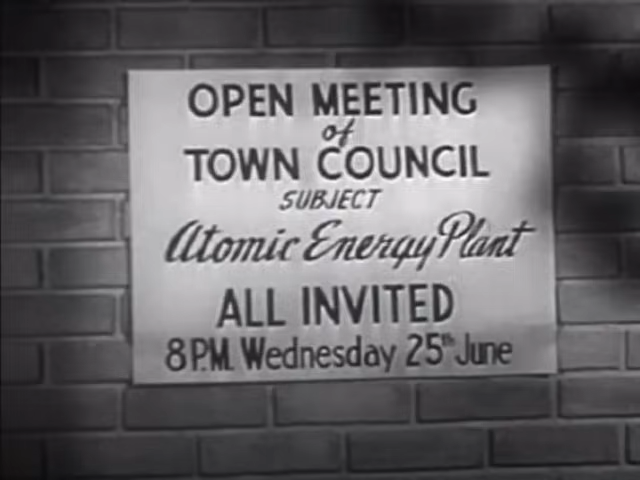 OPEN MEETING
of
TOWN COUNCIL
SUBJECT
Atomic Energy Plant
ALL INVITED
8 P.M. Wednesday 25th June